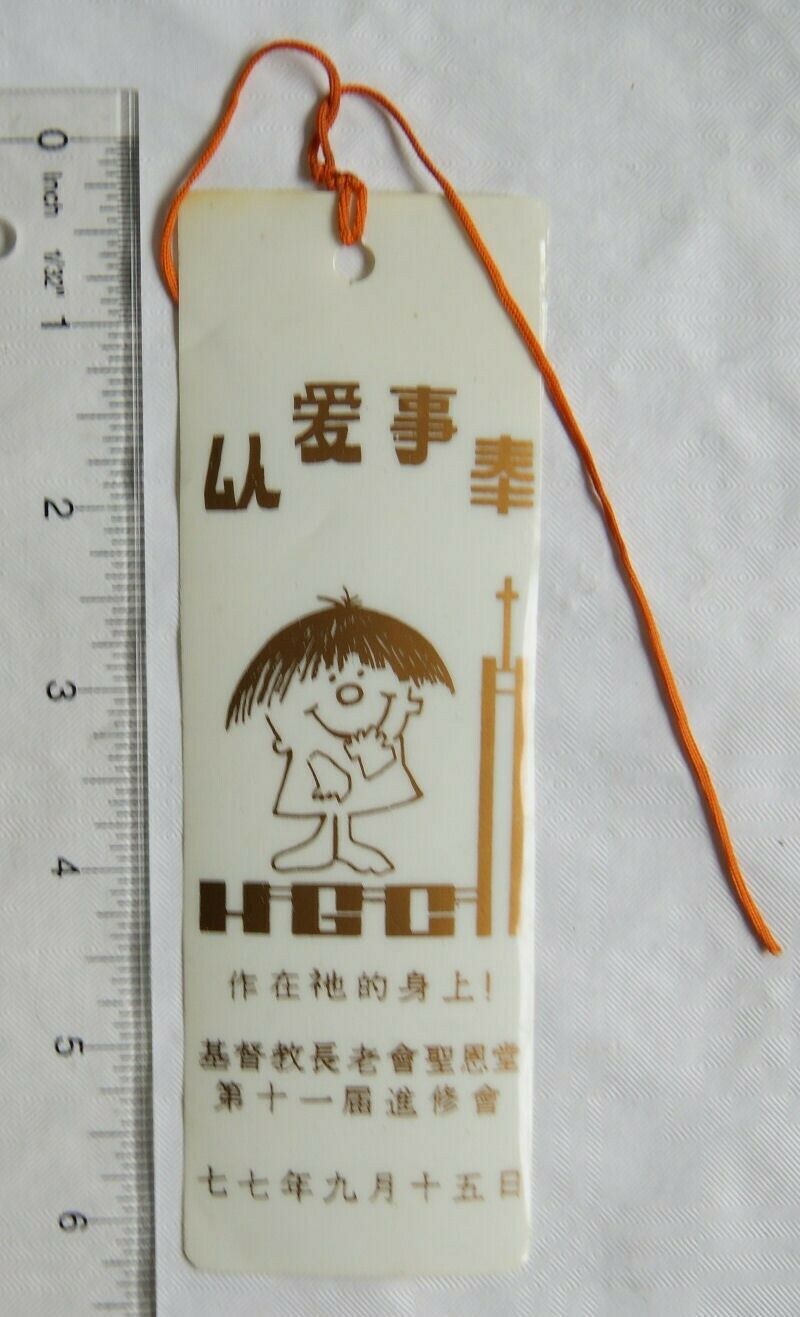 以爱事奉
HGC
作在祂的身上!
基督教長老會聖恩堂
第十一届進修會
七七年九月十五日
0 Inch 1/32"
1
2
3
4
5
6